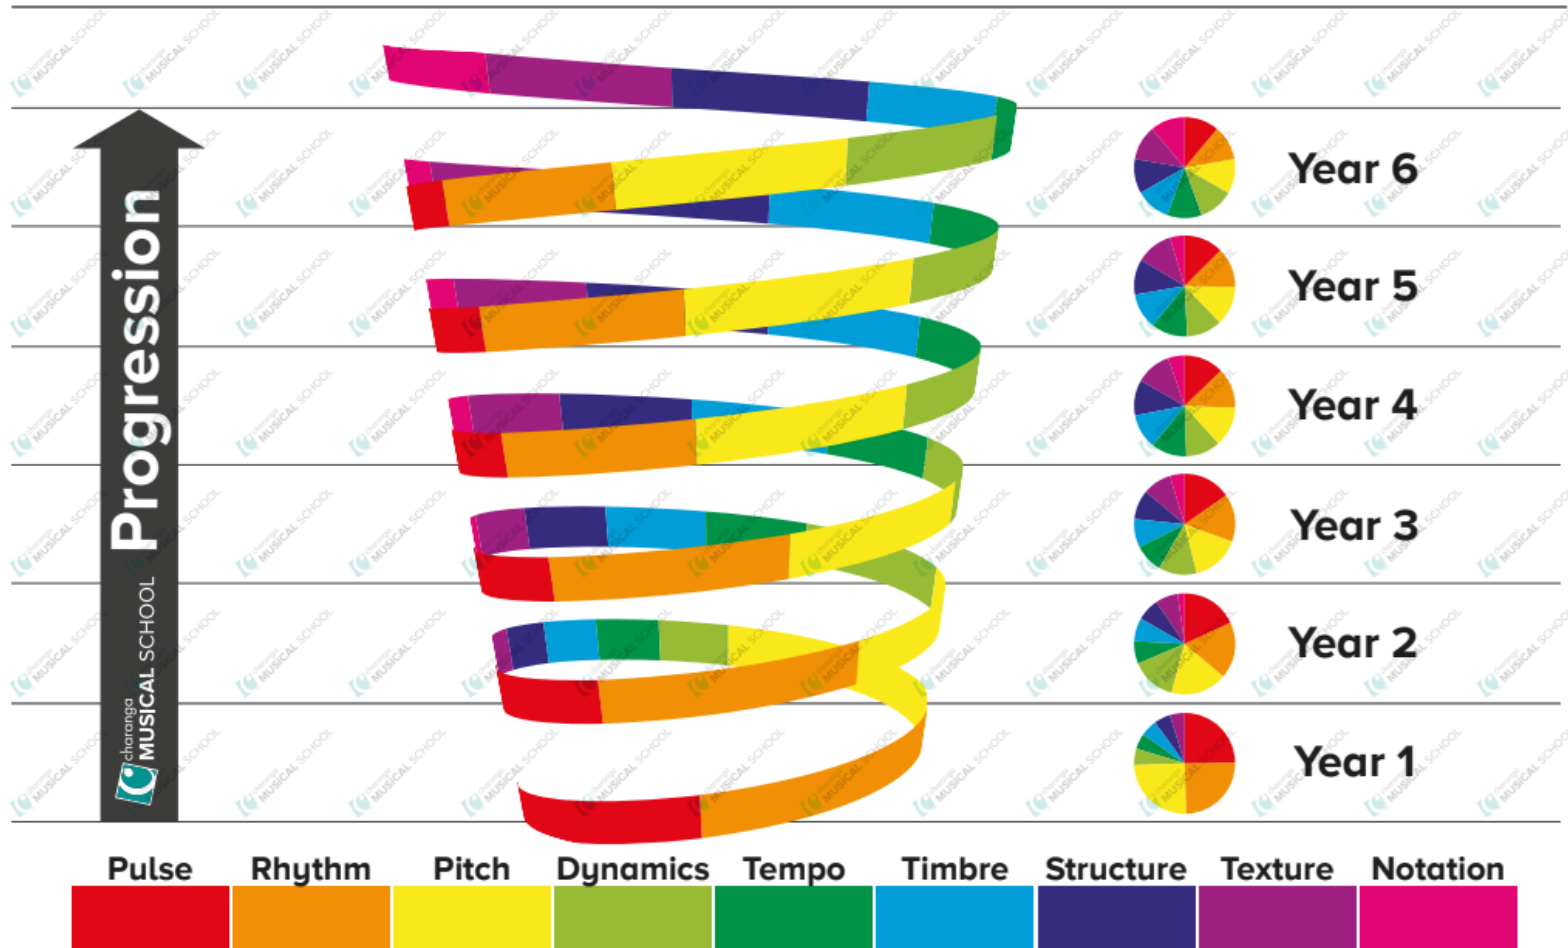 Progression
charanga
MUSICAL SCHOOL
Year 6
Year 5
Year 4
Year 3
Year 2
Year 1
Pulse Rhythm Pitch Dynamics Tempo Timbre Structure Texture Notation